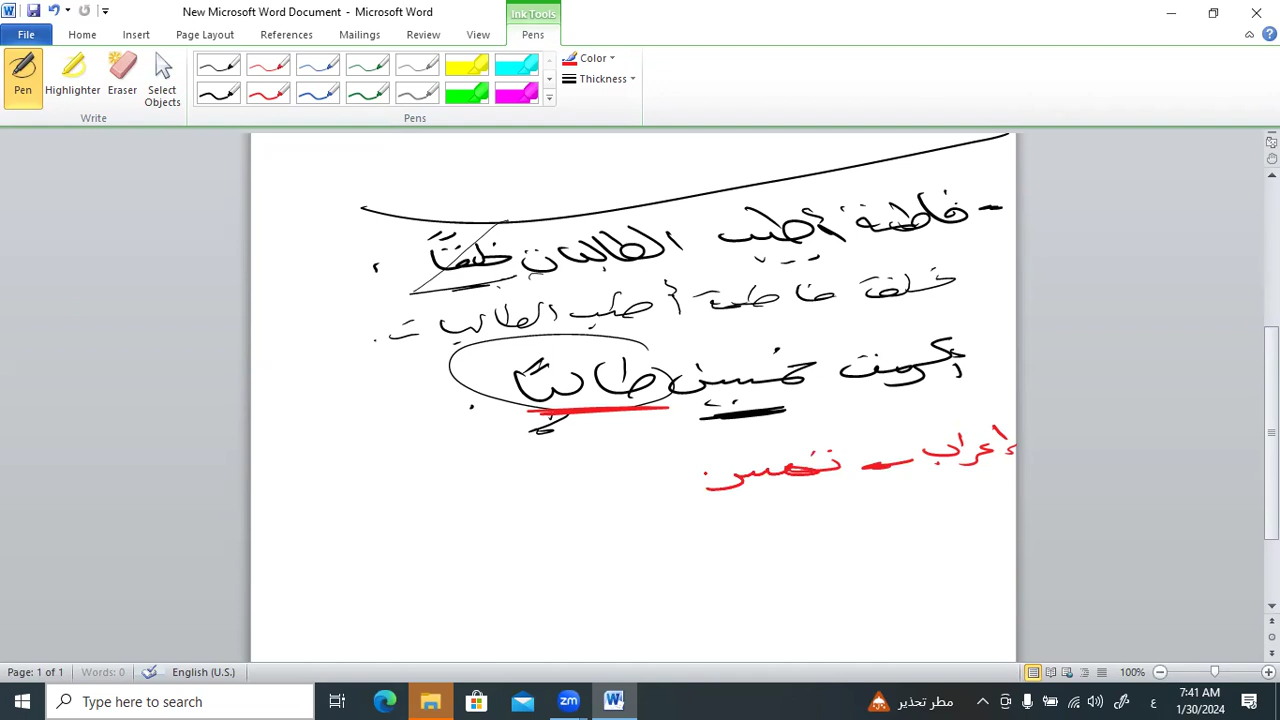 New Microsoft Word Document - Microsoft Word
Ink Tools
File Home Insert Page Layout References Mailings Review View Pens
Pen Highlighter Eraser Select Objects
Color
Thickness
Write Pens
- فاطمة أطيب الطالبات خلقًا .
خلق فاطمة أطيب الطالبات .
أكرمت خمسين طالبًا .
إعراب - خمسين
Page: 1 of 1 Words: 0 English (U.S.) 100%
Type here to search
مطر تحذير
ع
7:41 AM
1/30/2024